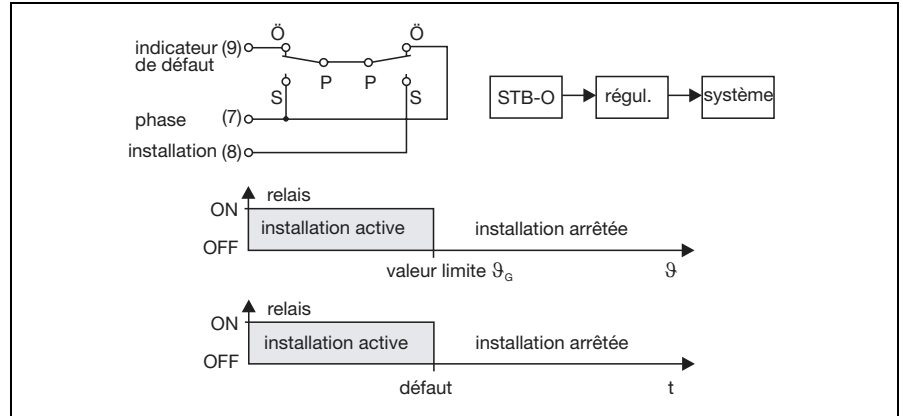 Ö Ö
indicateur (9)
de défaut
P P
S S
phase (7)
installation (8)
STB-O régul. système
relais
ON
installation active installation arrêtée
OFF
valeur limite ϑG ϑ
relais
ON
installation active installation arrêtée
OFF
défaut t